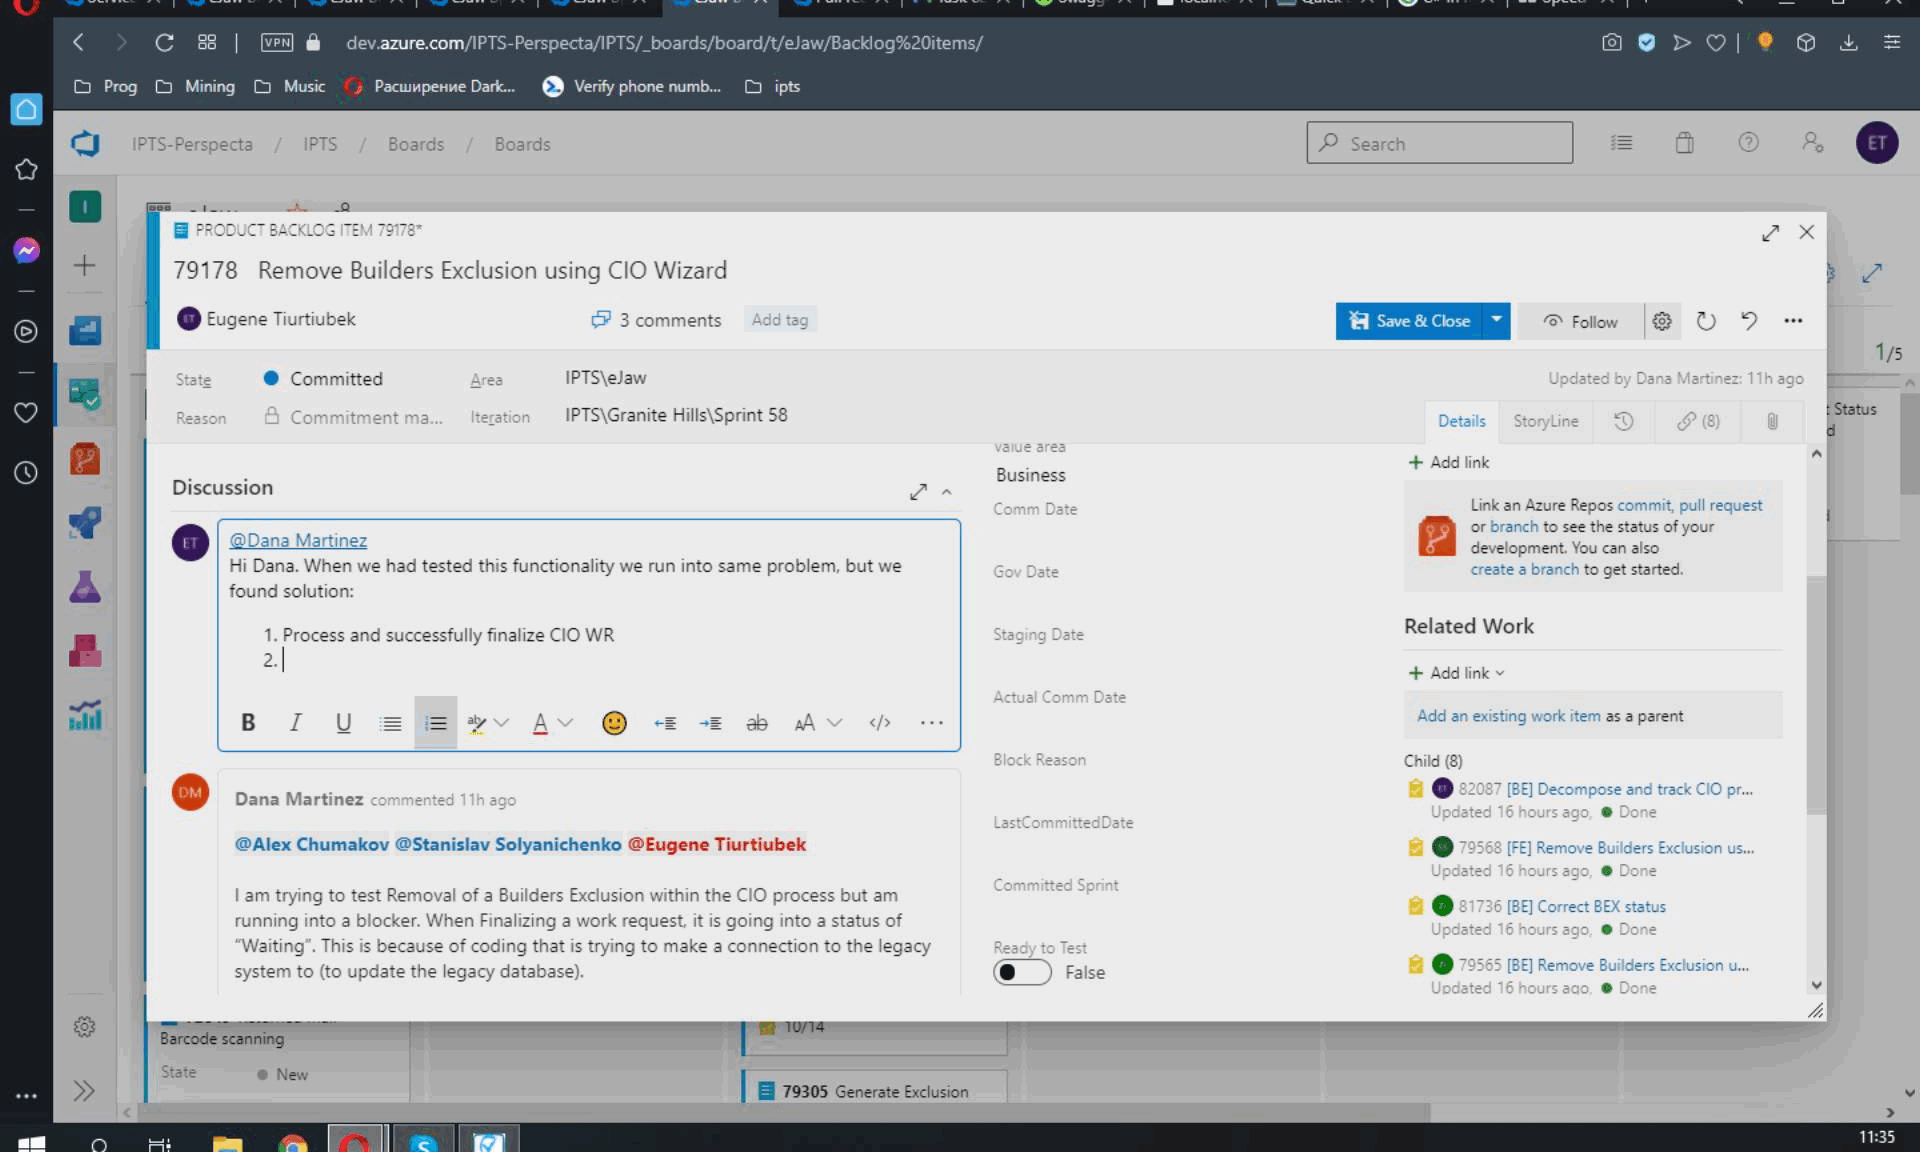 VPN
dev.azure.com/IPTS-Perspecta/IPTS/_boards/board/t/eJaw/Backlog%20items/
Prog
Mining
Music
Расширение Dark...
Verify phone numb...
ipts
IPTS-Perspecta / IPTS / Boards / Boards
Search
ET
I
PRODUCT BACKLOG ITEM 79178*
79178 Remove Builders Exclusion using CIO Wizard
ET Eugene Tiurtiubek
3 comments
Add tag
Save & Close
Follow
1/5
State
Committed
Area
IPTS\eJaw
Updated by Dana Martinez: 11h ago
Reason
Commitment ma...
Iteration
IPTS\Granite Hills\Sprint 58
Details
StoryLine
(8)
t Status
d
Discussion
ET
@Dana Martinez
Hi Dana. When we had tested this functionality we run into same problem, but we
found solution:
1. Process and successfully finalize CIO WR
2.
B I U
DM
Dana Martinez commented 11h ago
@Alex Chumakov @Stanislav Solyanichenko @Eugene Tiurtiubek
I am trying to test Removal of a Builders Exclusion within the CIO process but am
running into a blocker. When Finalizing a work request, it is going into a status of
"Waiting". This is because of coding that is trying to make a connection to the legacy
system to (to update the legacy database).
Value area
Business
Comm Date
Gov Date
Staging Date
Actual Comm Date
Block Reason
LastCommittedDate
Committed Sprint
Ready to Test
False
Add link
Link an Azure Repos commit, pull request
or branch to see the status of your
development. You can also
create a branch to get started.
Related Work
Add link
Add an existing work item as a parent
Child (8)
82087 [BE] Decompose and track CIO pr...
Updated 16 hours ago, Done
79568 [FE] Remove Builders Exclusion us...
Updated 16 hours ago, Done
81736 [BE] Correct BEX status
Updated 16 hours ago, Done
79565 [BE] Remove Builders Exclusion u...
Updated 16 hours ago, Done
Barcode scanning
State
New
10/14
79305 Generate Exclusion
11:35